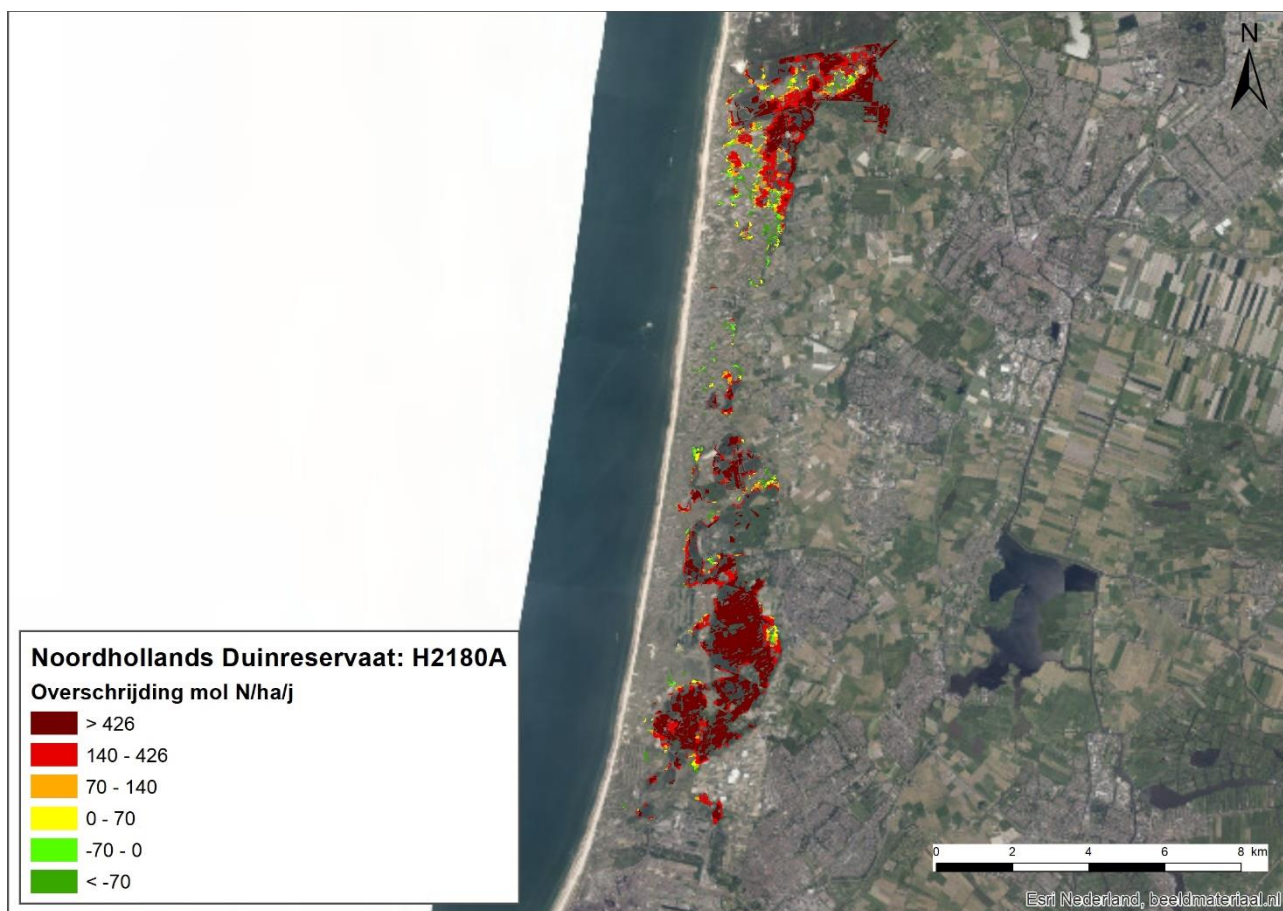 N
Noordhollands Duinreservaat: H2180A
Overschrijding mol N/ha/j
> 426
140 - 426
70 - 140
0 - 70
-70 - 0
< -70
0 2 4 6 8 km
Esri Nederland, beeldmateriaal.nl